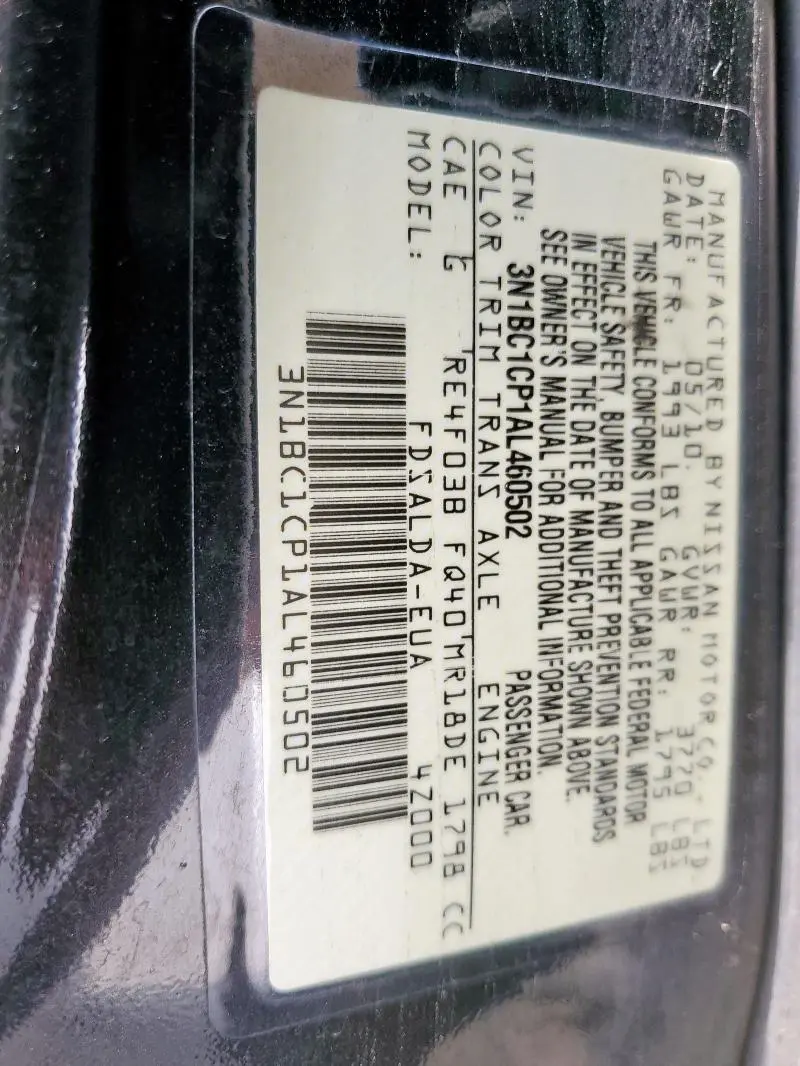 MANUFACTURED BY NISSAN MOTOR CO., LTD.
DATE: 05/10. GVWR: 3770 LBS
GAWR FR: 1993 LBS GAWR RR: 1795 LBS
THIS VEHICLE CONFORMS TO ALL APPLICABLE FEDERAL MOTOR
VEHICLE SAFETY, BUMPER AND THEFT PREVENTION STANDARDS
IN EFFECT ON THE DATE OF MANUFACTURE SHOWN ABOVE.
SEE OWNER'S MANUAL FOR ADDITIONAL INFORMATION.
VIN: 3N1BC1CP1AL460502 PASSENGER CAR.
COLOR TRIM TRANS AXLE ENGINE
CAE G RE4F03B FQ40 MR18DE 1798 CC
MODEL: FDSALDA-EUA 4Z000
3N1BC1CP1AL460502